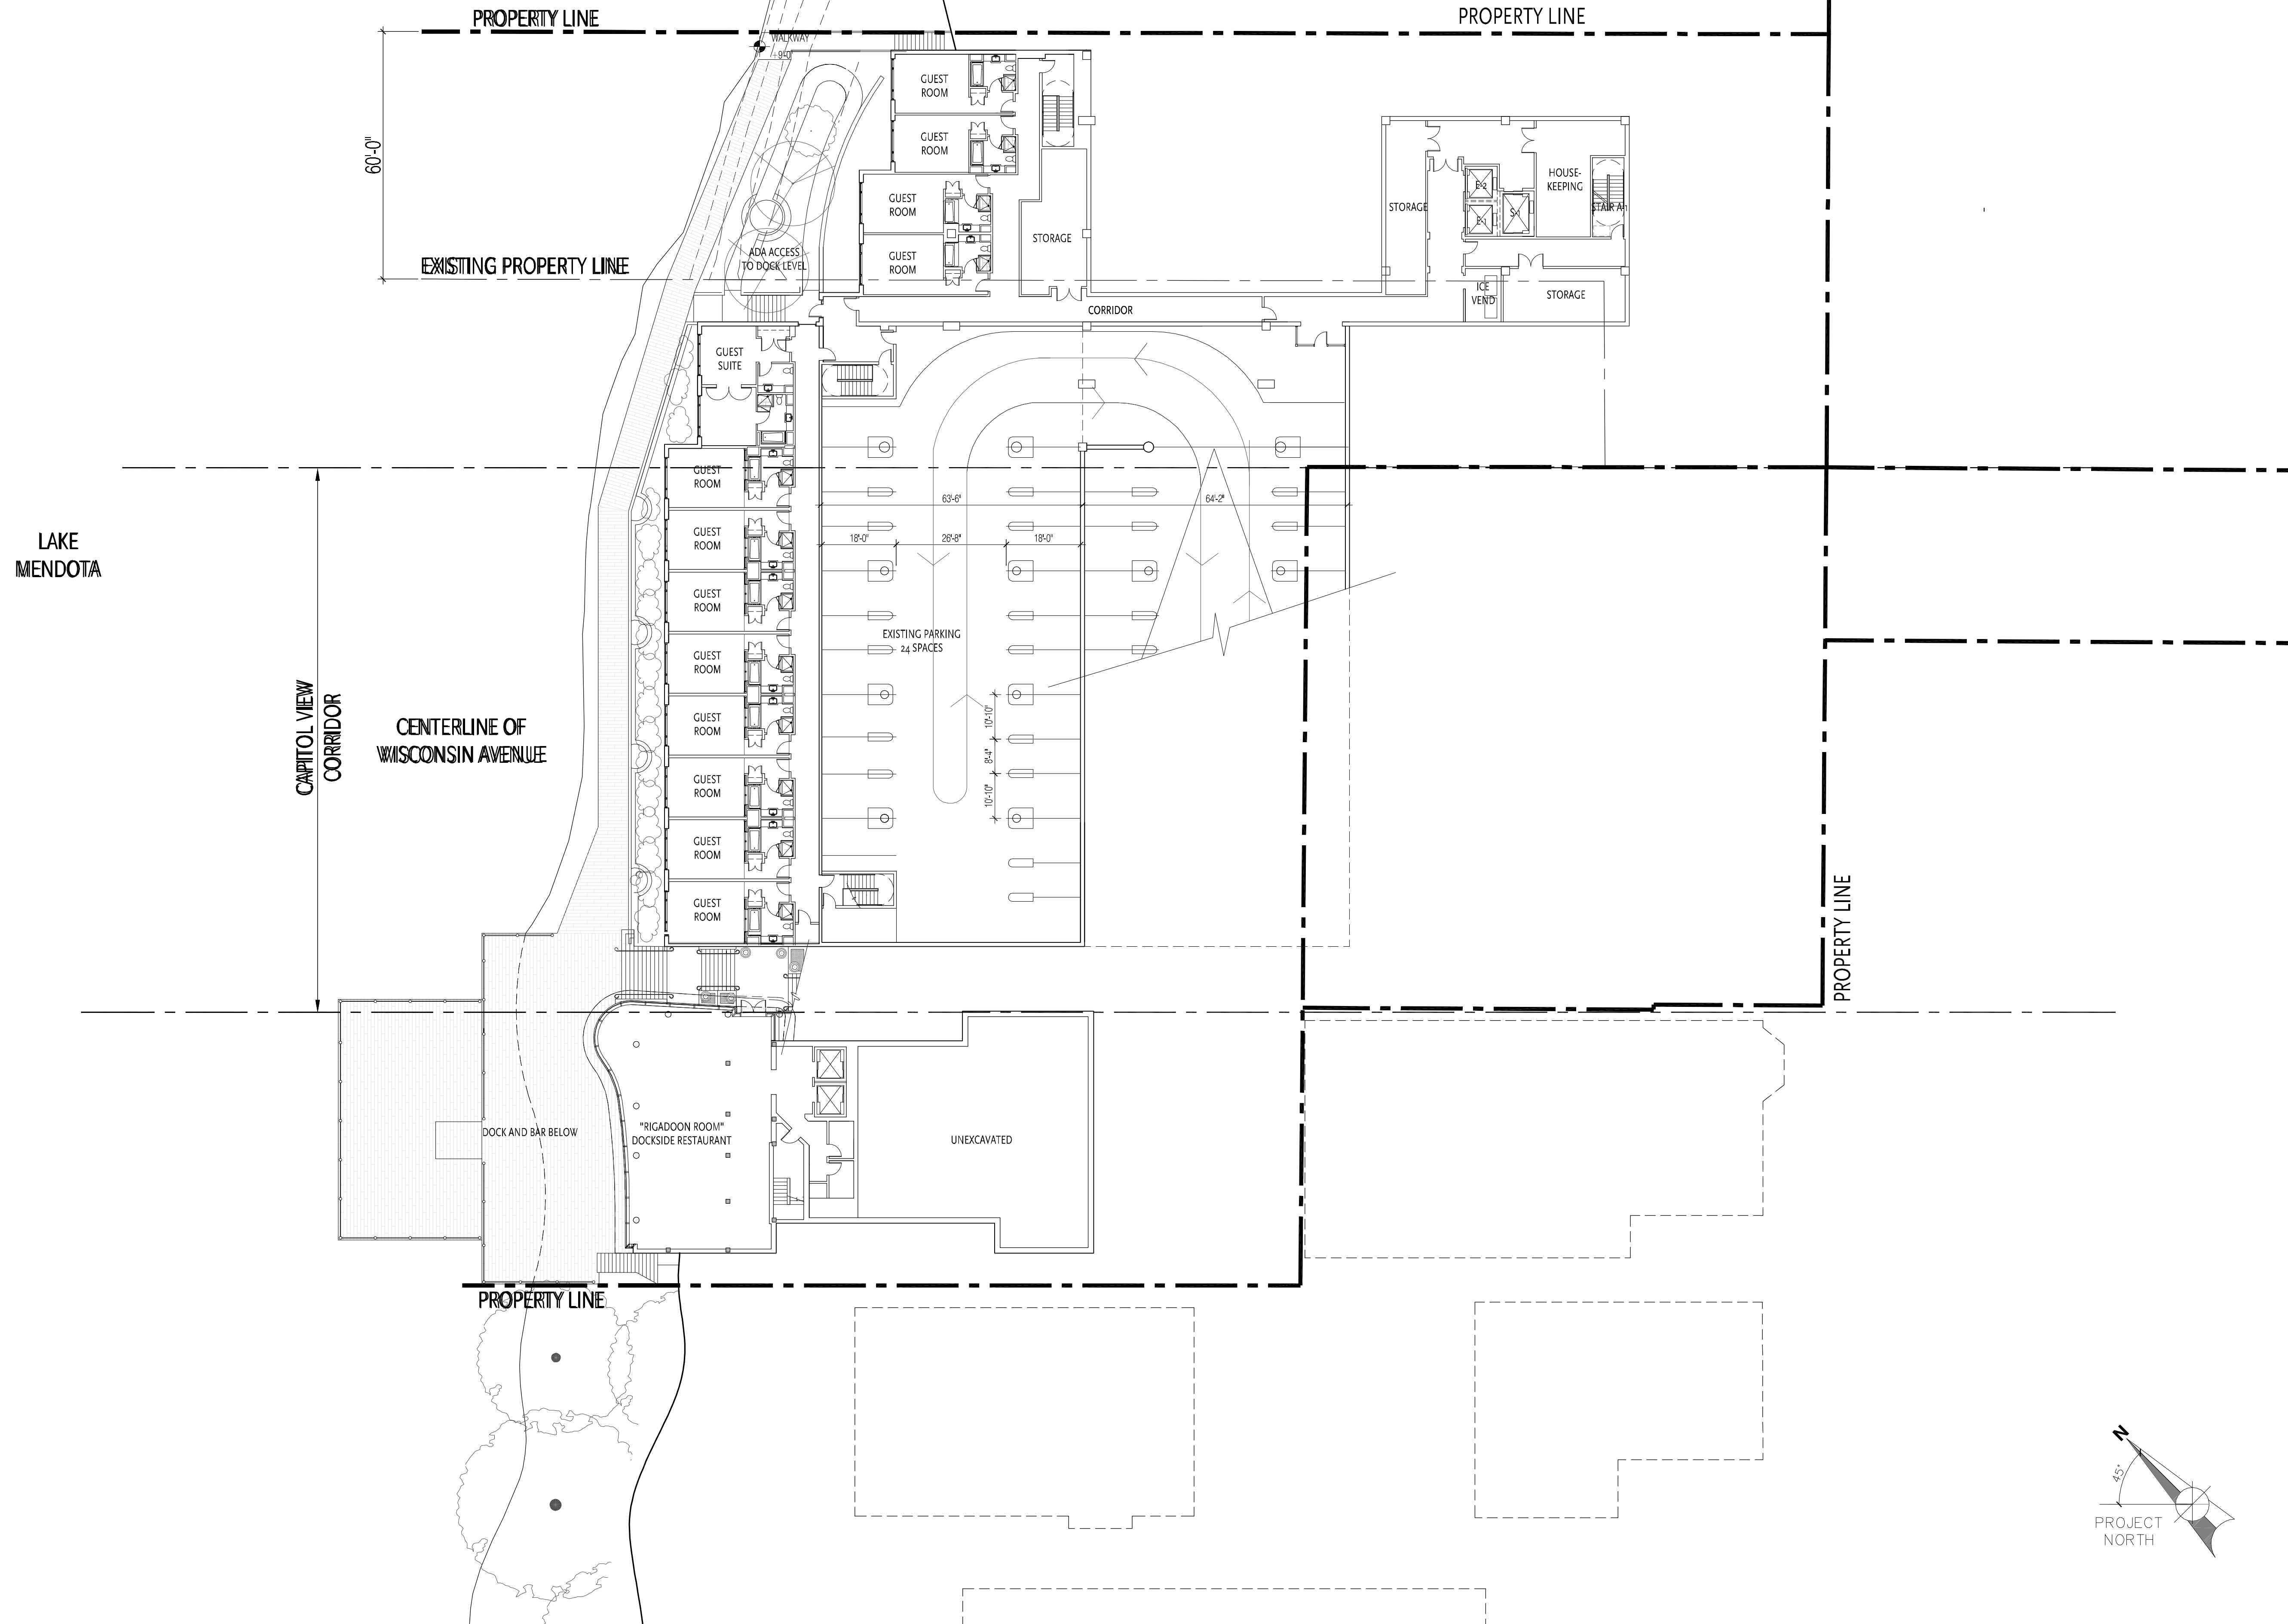 PROPERTY LINE
PROPERTY LINE
WALKWAY
60'-0"
GUEST
ROOM
GUEST
ROOM
GUEST
ROOM
GUEST
ROOM
STORAGE
ADA ACCESS
TO DOCK LEVEL
EXISTING PROPERTY LINE
STORAGE
E-2
E-1
S-1
HOUSE-
KEEPING
STAIR A-1
ICE
VEND
STORAGE
CORRIDOR
GUEST
SUITE
GUEST
ROOM
GUEST
ROOM
GUEST
ROOM
GUEST
ROOM
GUEST
ROOM
GUEST
ROOM
GUEST
ROOM
GUEST
ROOM
63'-6"
64'-2"
18'-0"
26'-8"
18'-0"
LAKE
MENDOTA
EXISTING PARKING
24 SPACES
10'-10"
8'-4"
10'-10"
CAPITOL VIEW
CORRIDOR
CENTERLINE OF
WISCONSIN AVENUE
PROPERTY LINE
DOCK AND BAR BELOW
"RIGADOON ROOM"
DOCKSIDE RESTAURANT
UNEXCAVATED
PROPERTY LINE
N
45°
PROJECT
NORTH